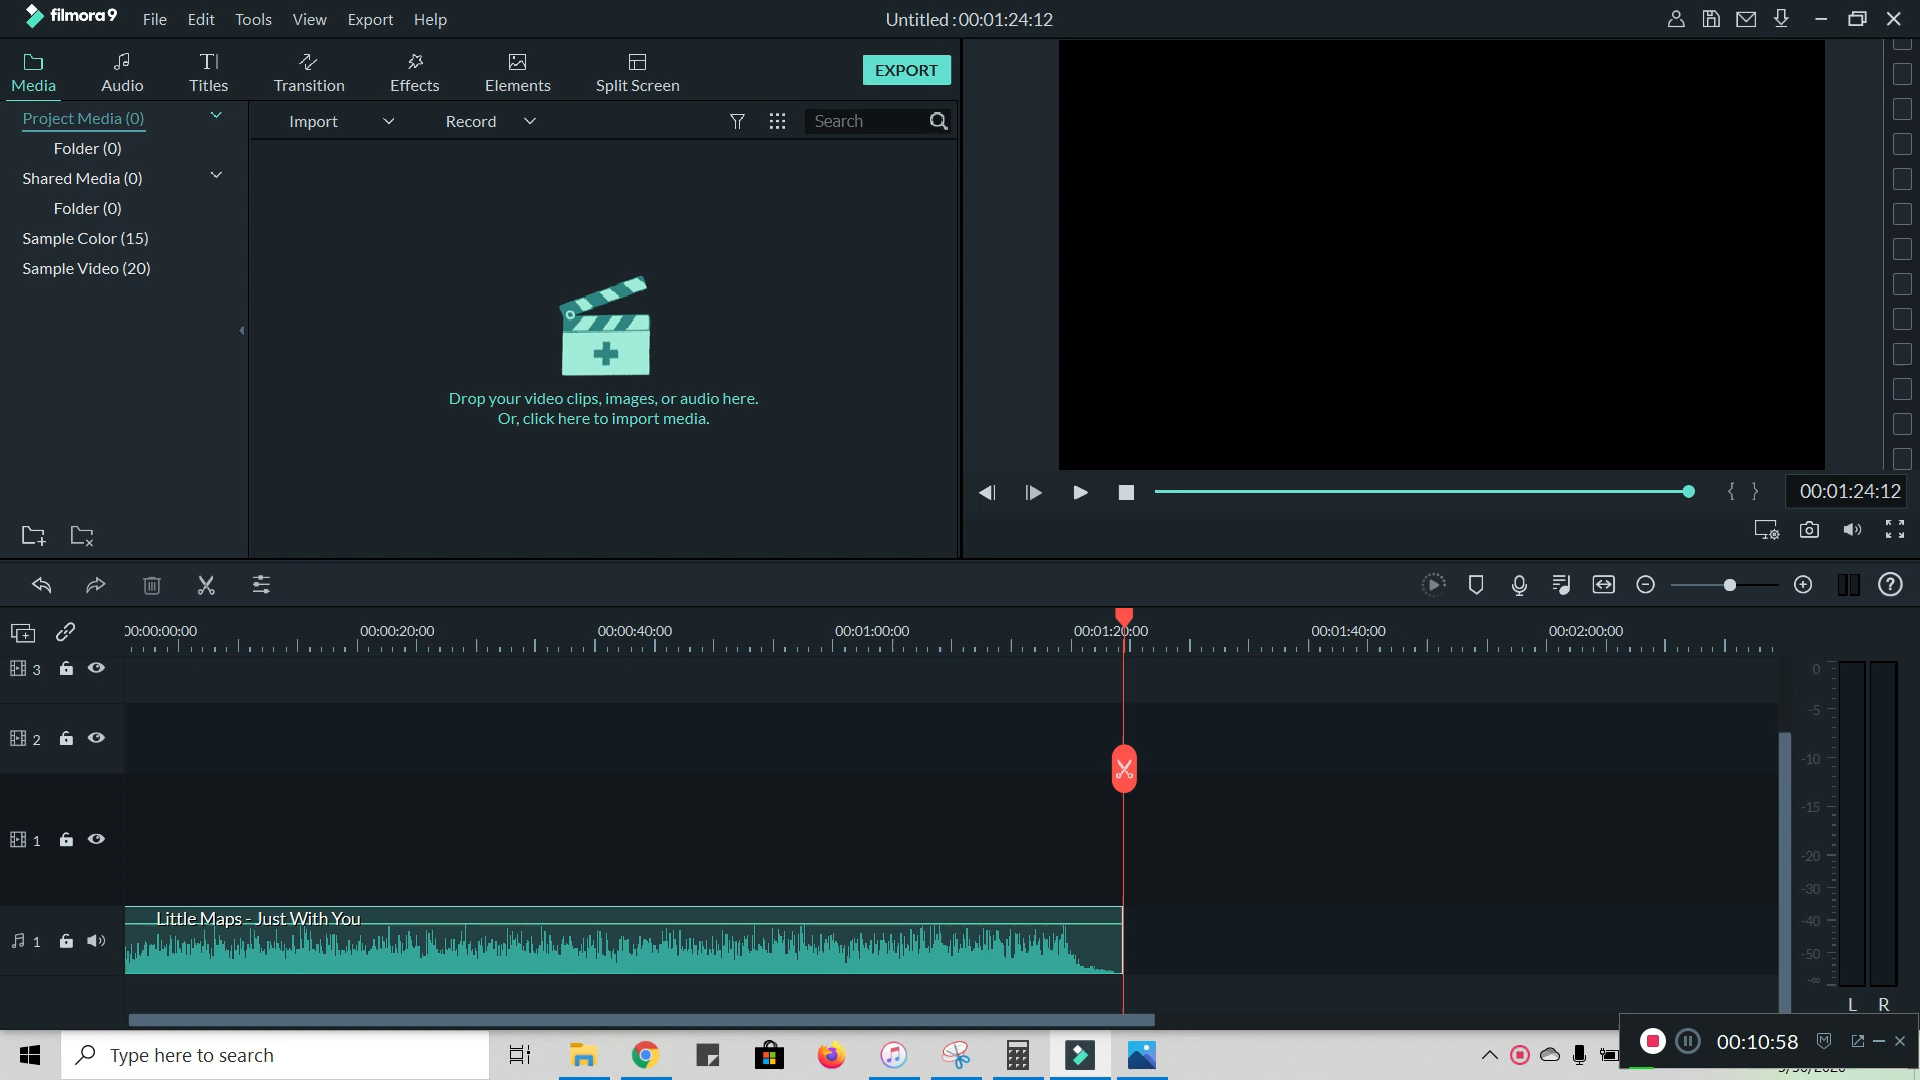 filmora9 File Edit Tools View Export Help Untitled : 00:01:24:12
Media Audio Titles Transition Effects Elements Split Screen EXPORT
Project Media (0)
Folder (0)
Shared Media (0)
Folder (0)
Sample Color (15)
Sample Video (20)
Import Record Search
Drop your video clips, images, or audio here.
Or, click here to import media.
{ } 00:01:24:12
00:00:00:00 00:00:20:00 00:00:40:00 00:01:00:00 00:01:20:00 00:01:40:00 00:02:00:00
3
2
1
Little Maps - Just With You
1
0
-5
-10
-15
-20
-30
-40
-50
-∞
L R
Type here to search
00:10:58